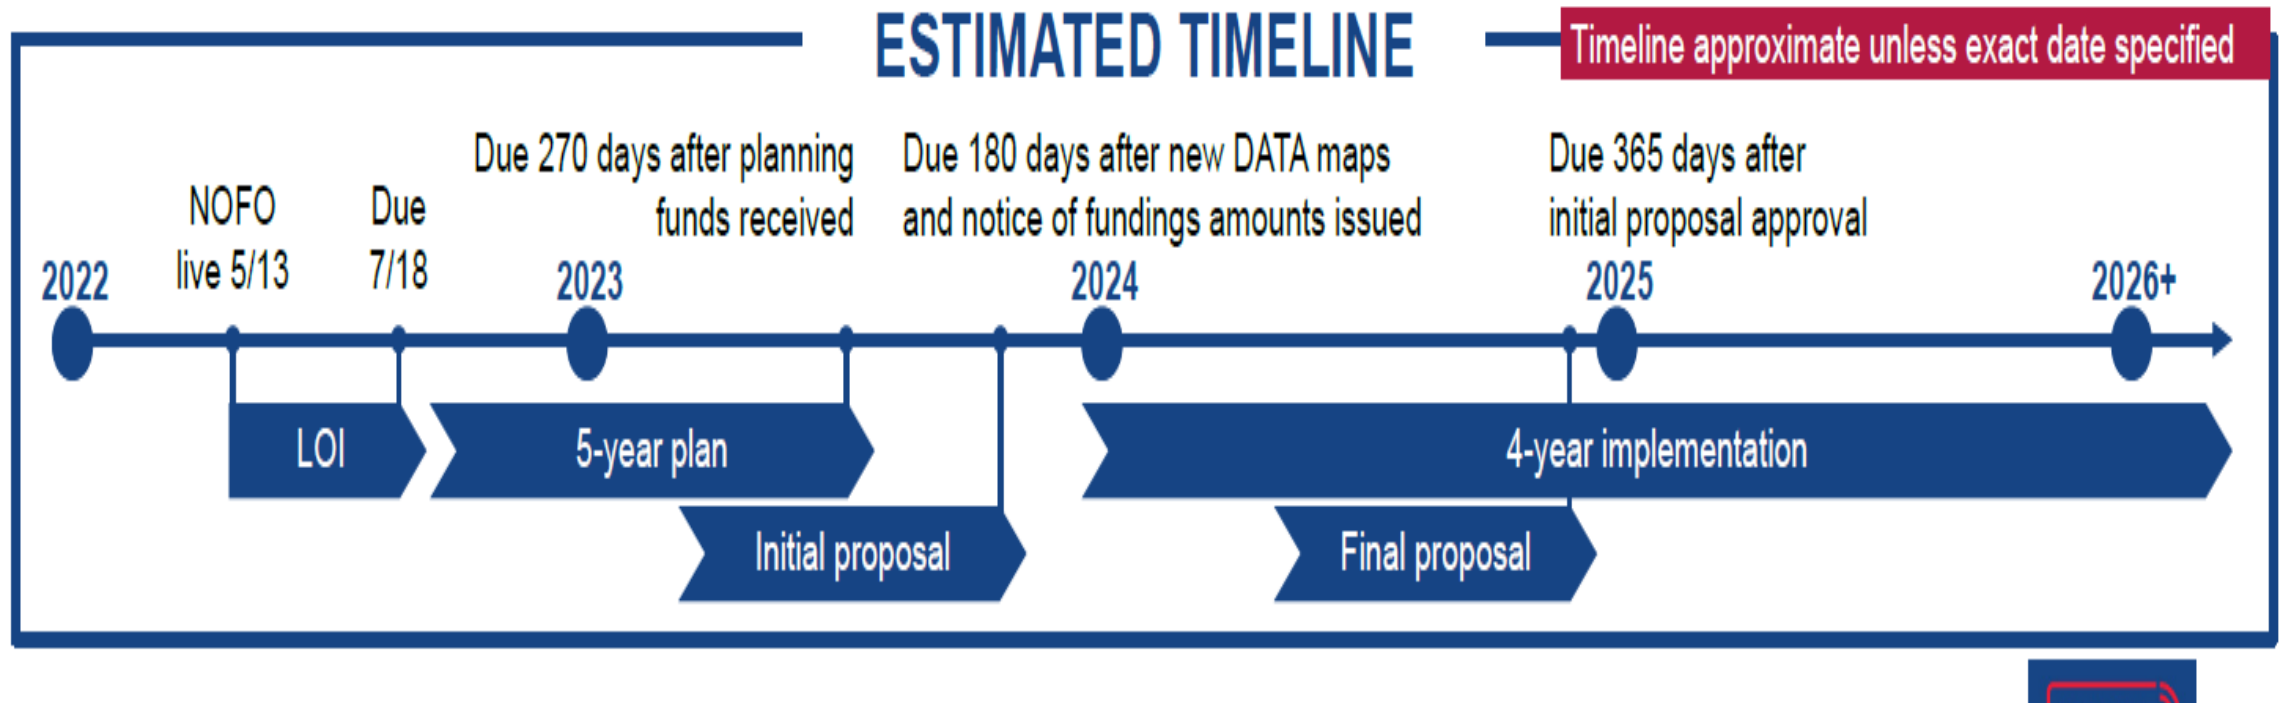 ESTIMATED TIMELINE
Timeline approximate unless exact date specified
NOFO
live 5/13
Due
7/18
Due 270 days after planning
funds received
Due 180 days after new DATA maps
and notice of fundings amounts issued
Due 365 days after
initial proposal approval
2022
2023
2024
2025
2026+
LOI
5-year plan
4-year implementation
Initial proposal
Final proposal